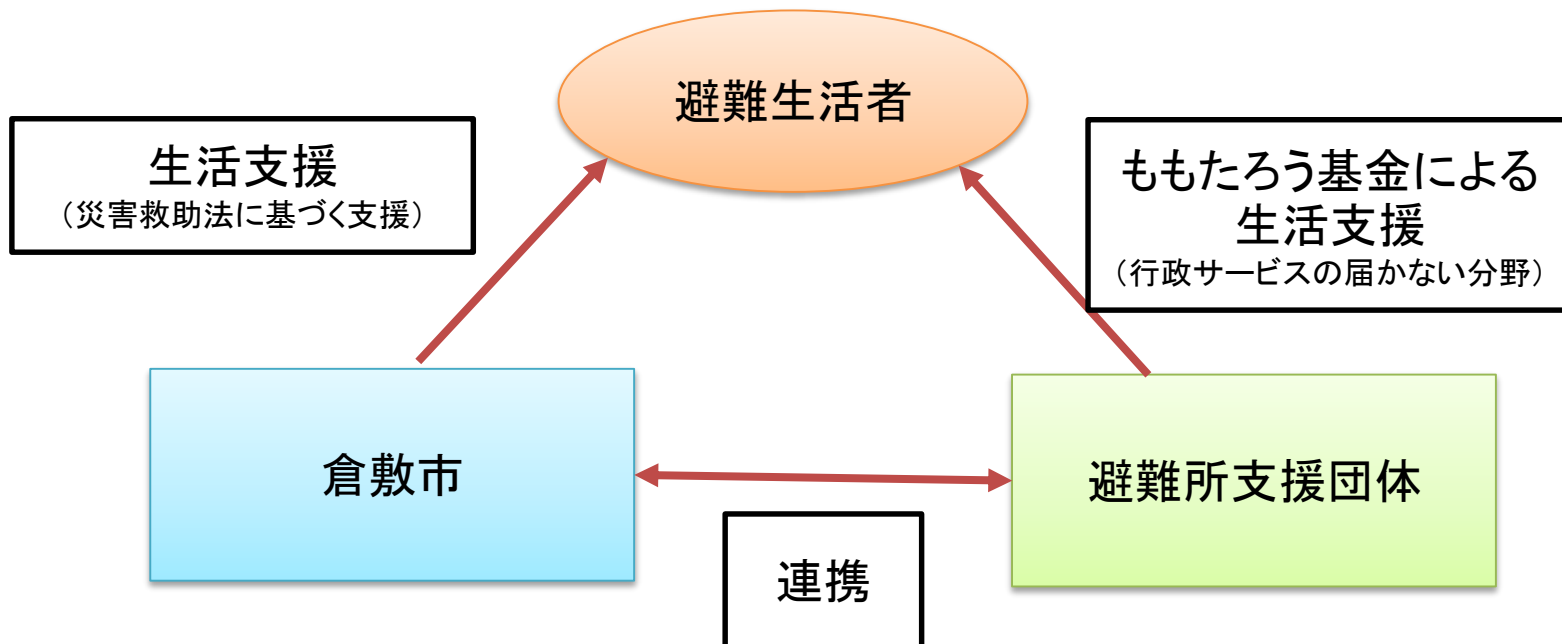 避難生活者
生活支援
（災害救助法に基づく支援）
ももたろう基金による
生活支援
（行政サービスの届かない分野）
倉敷市
避難所支援団体
連携